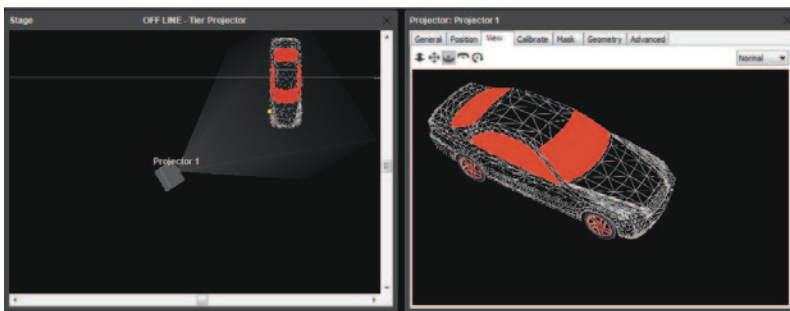 Stage OFF LINE - Tier Projector
Projector 1
Projector: Projector 1
General Position View Calibrate Mask Geometry Advanced
Normal